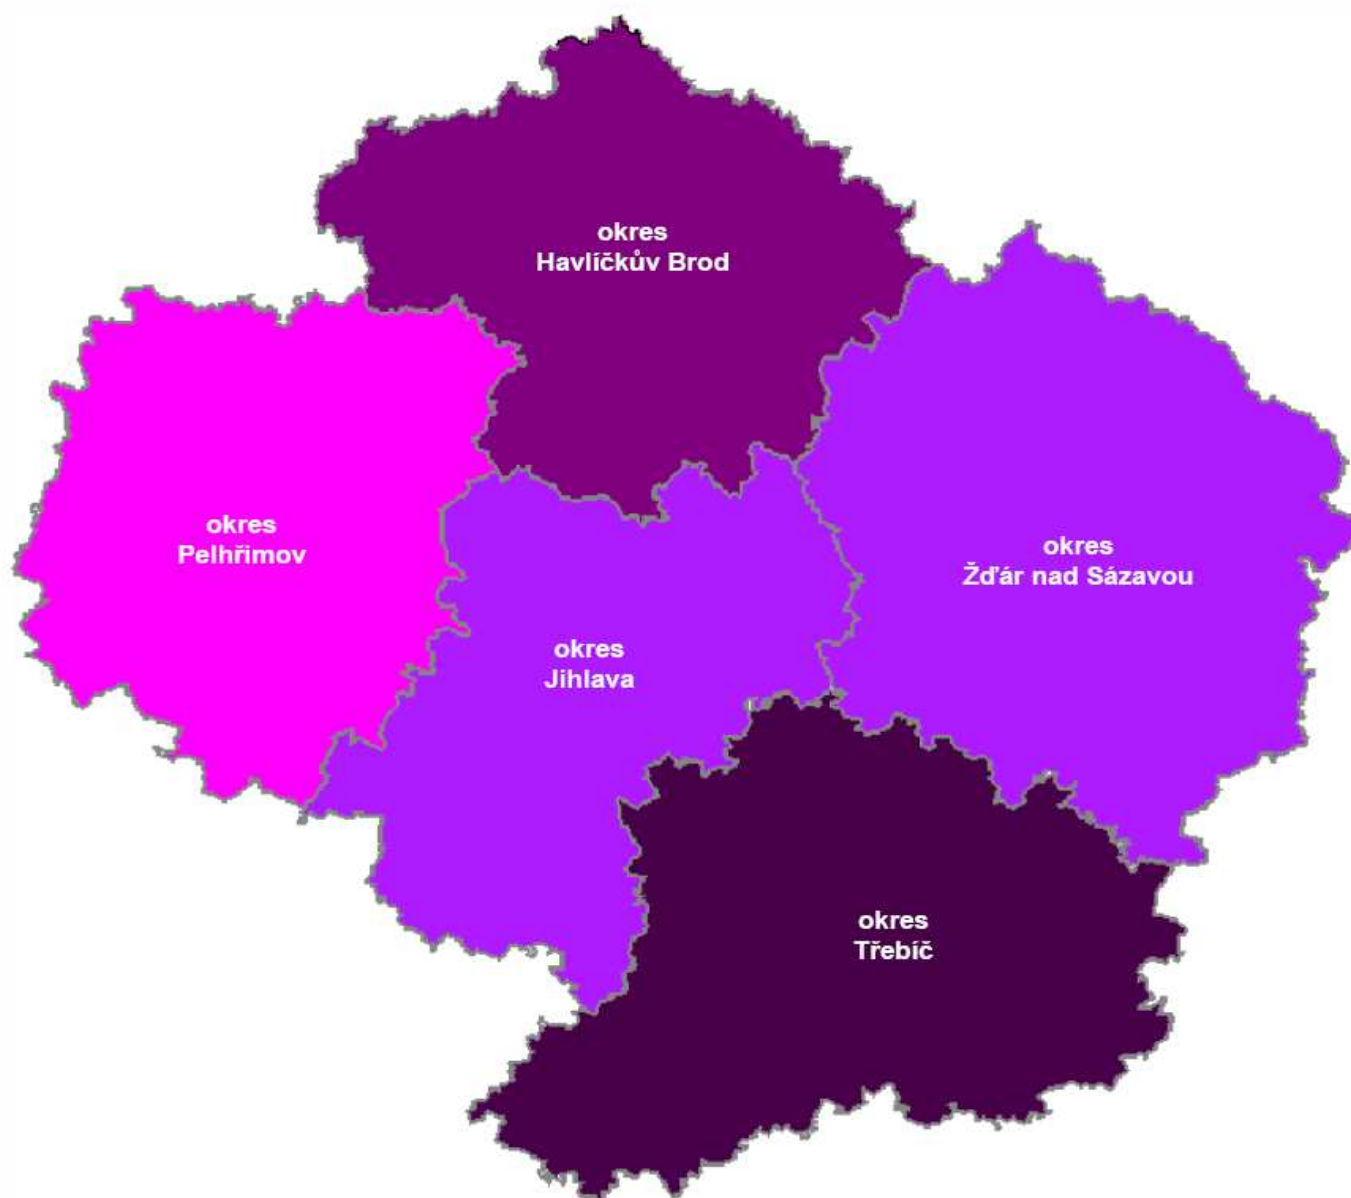 okres
Havlíčkův Brod
okres
Pelhřimov
okres
Žďár nad Sázavou
okres
Jihlava
okres
Třebíč